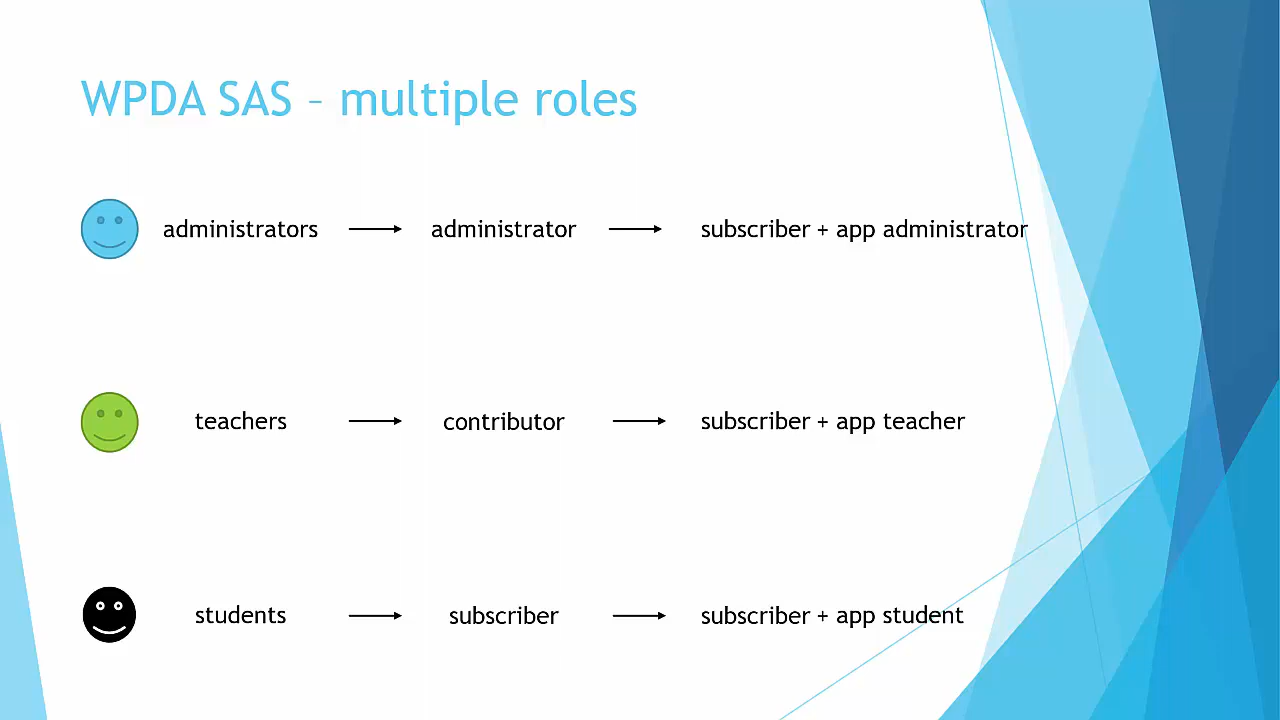 WPDA SAS – multiple roles
administrators administrator subscriber + app administrator
teachers contributor subscriber + app teacher
students subscriber subscriber + app student